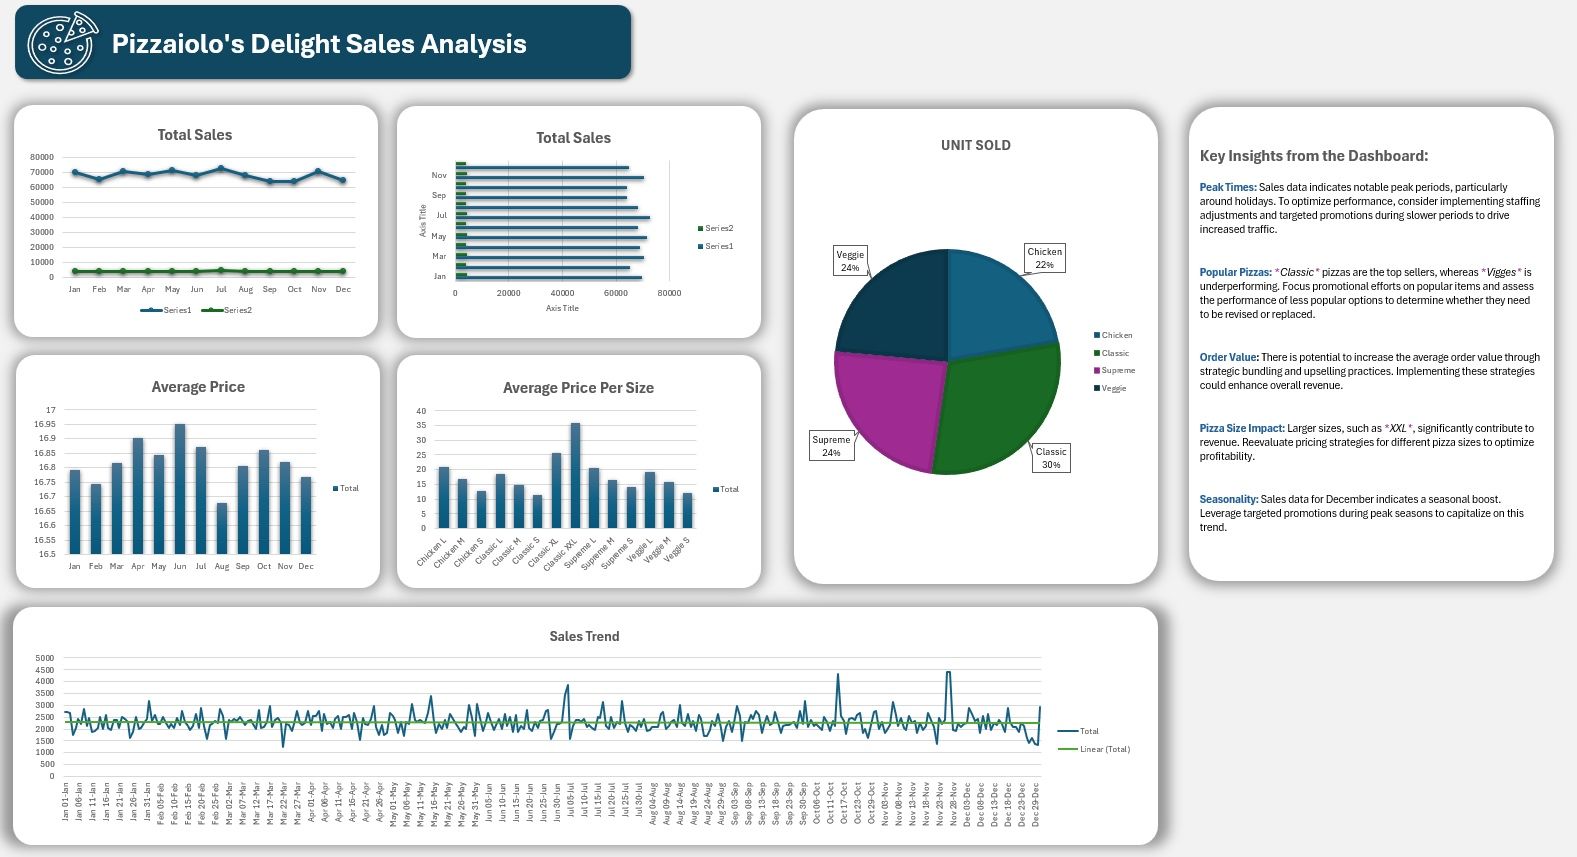 Pizzaiolo's Delight Sales Analysis
Total Sales
80000
70000
60000
50000
40000
30000
20000
10000
0
Jan Feb Mar Apr May Jun Jul Aug Sep Oct Nov Dec
Series1 Series2
Total Sales
Axis Title
Nov
Sep
Jul
May
Mar
Jan
0 20000 40000 60000 80000
Axis Title
Series2
Series1
UNIT SOLD
Veggie
24%
Chicken
22%
Supreme
24%
Classic
30%
Chicken
Classic
Supreme
Veggie
Key Insights from the Dashboard:
Peak Times: Sales data indicates notable peak periods, particularly
around holidays. To optimize performance, consider implementing staffing
adjustments and targeted promotions during slower periods to drive
increased traffic.
Popular Pizzas: *Classic* pizzas are the top sellers, whereas *Vigges* is
underperforming. Focus promotional efforts on popular items and assess
the performance of less popular options to determine whether they need
to be revised or replaced.
Order Value: There is potential to increase the average order value through
strategic bundling and upselling practices. Implementing these strategies
could enhance overall revenue.
Pizza Size Impact: Larger sizes, such as *XXL*, significantly contribute to
revenue. Reevaluate pricing strategies for different pizza sizes to optimize
profitability.
Seasonality: Sales data for December indicates a seasonal boost.
Leverage targeted promotions during peak seasons to capitalize on this
trend.
Average Price
17
16.95
16.9
16.85
16.8
16.75
16.7
16.65
16.6
16.55
16.5
Jan Feb Mar Apr May Jun Jul Aug Sep Oct Nov Dec
Total
Average Price Per Size
40
35
30
25
20
15
10
5
0
Chicken L
Chicken M
Chicken S
Classic L
Classic M
Classic S
Classic XL
Classic XXL
Supreme L
Supreme M
Supreme S
Veggie L
Veggie M
Veggie S
Total
Sales Trend
5000
4500
4000
3500
3000
2500
2000
1500
1000
500
0
Jan 01-Jan
Jan 06-Jan
Jan 11-Jan
Jan 16-Jan
Jan 21-Jan
Jan 26-Jan
Jan 31-Jan
Feb 05-Feb
Feb 10-Feb
Feb 15-Feb
Feb 20-Feb
Feb 25-Feb
Mar 02-Mar
Mar 07-Mar
Mar 12-Mar
Mar 17-Mar
Mar 22-Mar
Mar 27-Mar
Apr 01-Apr
Apr 06-Apr
Apr 11-Apr
Apr 16-Apr
Apr 21-Apr
Apr 26-Apr
May 01-May
May 06-May
May 11-May
May 16-May
May 21-May
May 26-May
May 31-May
Jun 05-Jun
Jun 10-Jun
Jun 15-Jun
Jun 20-Jun
Jun 25-Jun
Jun 30-Jun
Jul 05-Jul
Jul 10-Jul
Jul 15-Jul
Jul 20-Jul
Jul 25-Jul
Jul 30-Jul
Aug 04-Aug
Aug 09-Aug
Aug 14-Aug
Aug 19-Aug
Aug 24-Aug
Aug 29-Aug
Sep 03-Sep
Sep 08-Sep
Sep 13-Sep
Sep 18-Sep
Sep 23-Sep
Sep 30-Sep
Oct 06-Oct
Oct 11-Oct
Oct 17-Oct
Oct 23-Oct
Oct 29-Oct
Nov 03-Nov
Nov 08-Nov
Nov 13-Nov
Nov 18-Nov
Nov 23-Nov
Nov 28-Nov
Dec 03-Dec
Dec 08-Dec
Dec 13-Dec
Dec 18-Dec
Dec 23-Dec
Dec 29-Dec
Total
Linear (Total)